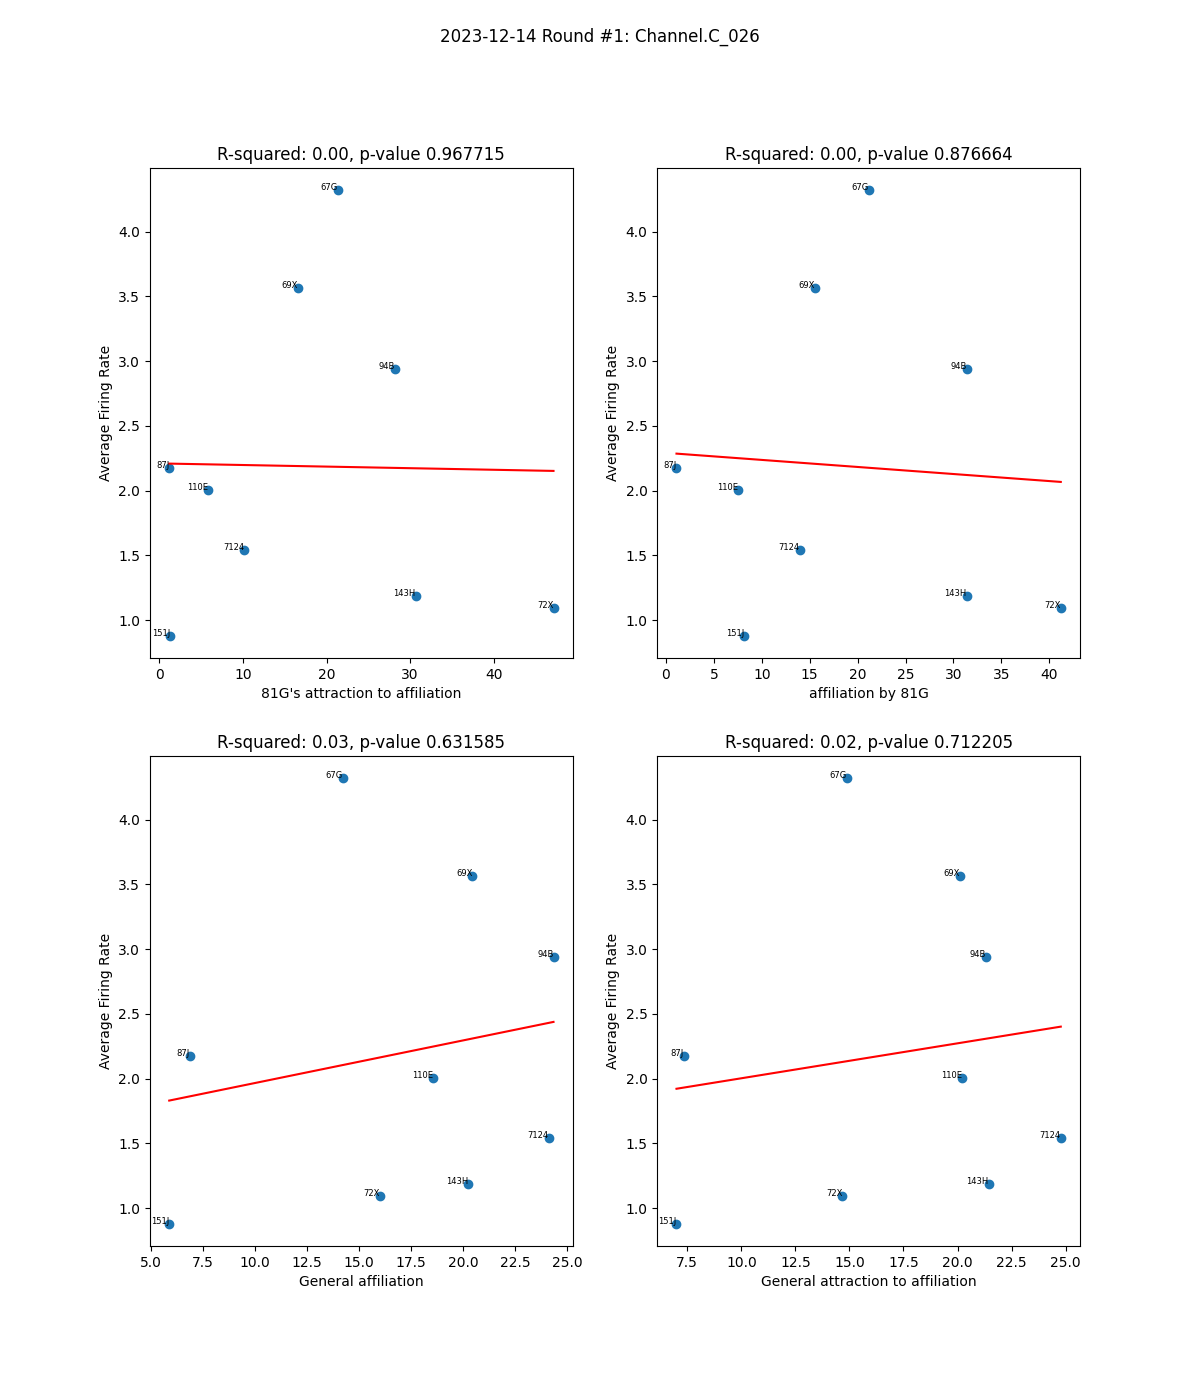 2023-12-14 Round #1: Channel.C_026
R-squared: 0.00, p-value 0.967715
67G
69X
94B
87J
110E
7124
143H
72X
151J
4.0
3.5
3.0
2.5
2.0
1.5
1.0
Average Firing Rate
0 10 20 30 40
81G's attraction to affiliation
R-squared: 0.00, p-value 0.876664
67G
69X
94B
87J
110E
7124
143H
72X
151J
4.0
3.5
3.0
2.5
2.0
1.5
1.0
Average Firing Rate
0 5 10 15 20 25 30 35 40
affiliation by 81G
R-squared: 0.03, p-value 0.631585
67G
69X
94B
87J
110E
7124
143H
72X
151J
4.0
3.5
3.0
2.5
2.0
1.5
1.0
Average Firing Rate
5.0 7.5 10.0 12.5 15.0 17.5 20.0 22.5 25.0
General affiliation
R-squared: 0.02, p-value 0.712205
67G
69X
94B
87J
110E
7124
143H
72X
151J
4.0
3.5
3.0
2.5
2.0
1.5
1.0
Average Firing Rate
7.5 10.0 12.5 15.0 17.5 20.0 22.5 25.0
General attraction to affiliation